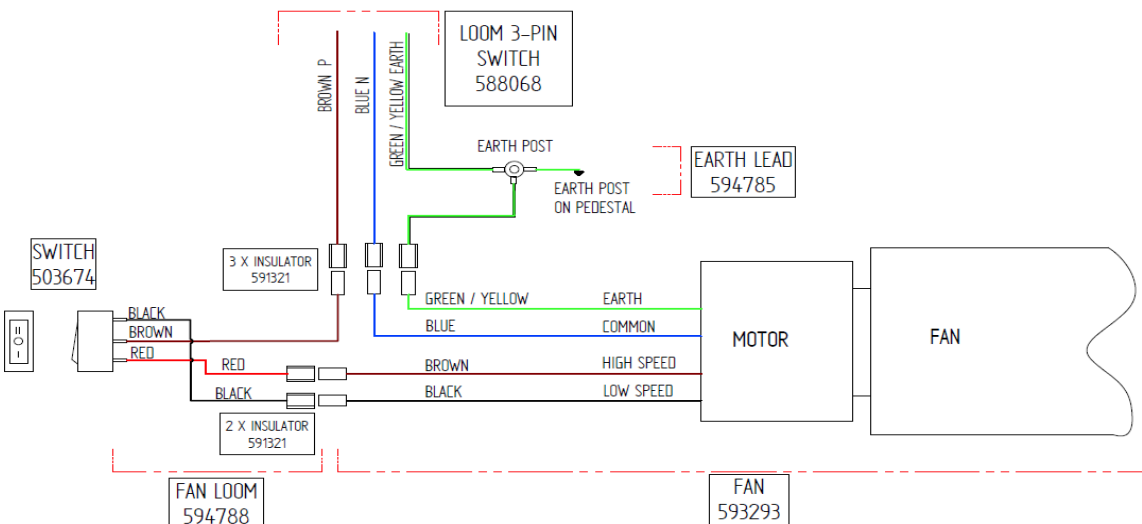 LOOM 3-PIN
SWITCH
588068
BROWN P
BLUE N
GREEN / YELLOW EARTH
EARTH POST
EARTH POST
ON PEDESTAL
EARTH LEAD
594785
SWITCH
503674
3 X INSULATOR
591321
= O -
BLACK
BROWN
RED
GREEN / YELLOW
EARTH
BLUE
COMMON
RED
BROWN
HIGH SPEED
BLACK
BLACK
LOW SPEED
MOTOR
FAN
2 X INSULATOR
591321
FAN LOOM
594788
FAN
593293